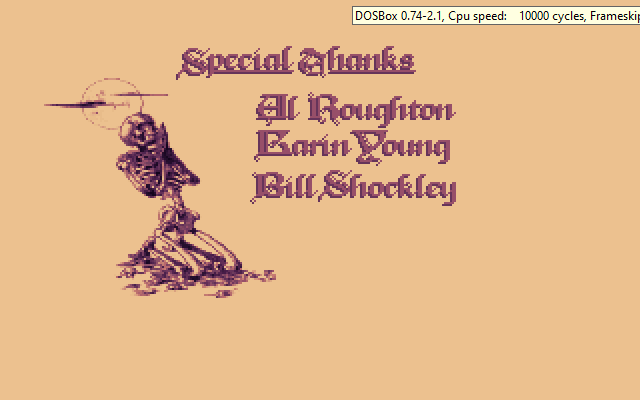 DOSBox 0.74-2.1, Cpu speed: 10000 cycles, Frameskip
Special Thanks
Al Roughton
Karin Young
Bill Shockley